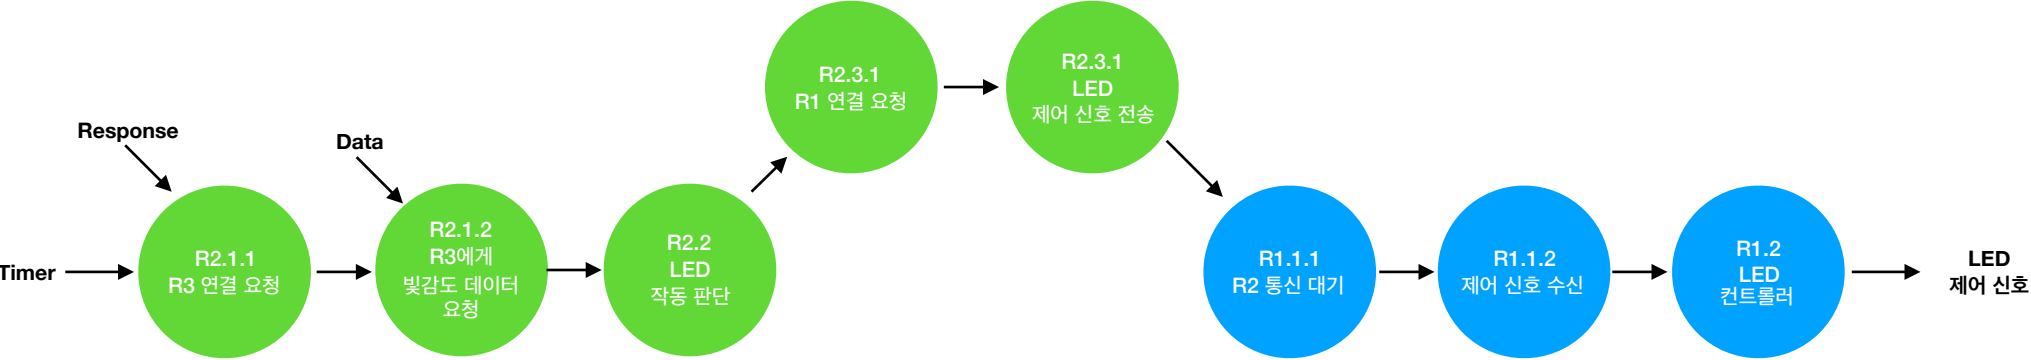 Timer
Response
R2.1.1
R3 연결 요청
Data
R2.1.2
R3에게
빛감도 데이터
요청
R2.2
LED
작동 판단
R2.3.1
R1 연결 요청
R2.3.1
LED
제어 신호 전송
R1.1.1
R2 통신 대기
R1.1.2
제어 신호 수신
R1.2
LED
컨트롤러
LED
제어 신호